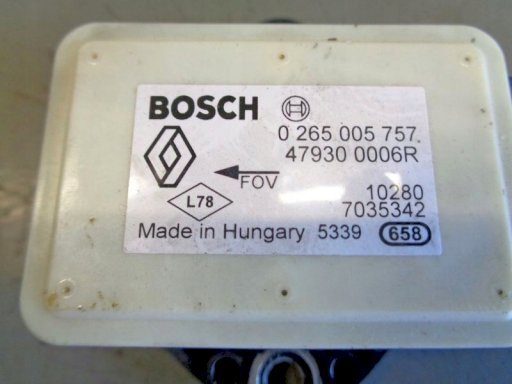 BOSCH
0 265 005 757
47930 0006R
FOV
10280
L78
7035342
Made in Hungary 5339 658